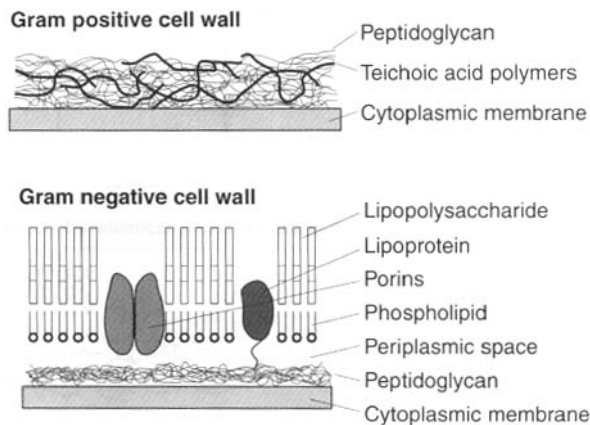 Gram positive cell wall
Peptidoglycan
Teichoic acid polymers
Cytoplasmic membrane
Gram negative cell wall
Lipopolysaccharide
Lipoprotein
Porins
Phospholipid
Periplasmic space
Peptidoglycan
Cytoplasmic membrane